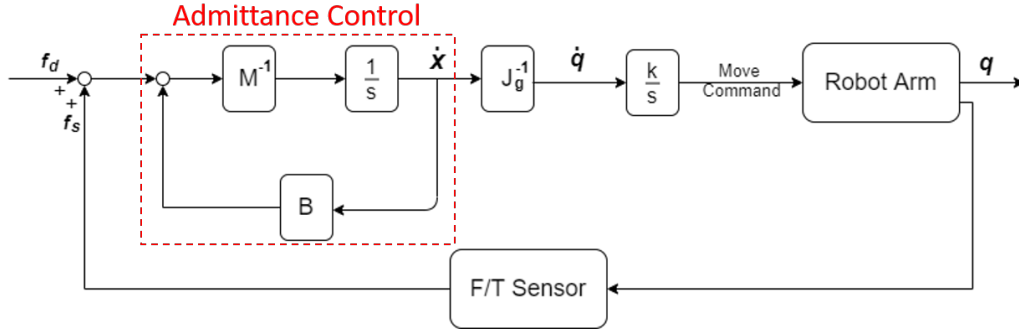 Admittance Control
f_d
+
+
f_s
M⁻¹
1
s
ẋ
J_g⁻¹
q̇
k
s
Move
Command
Robot Arm
q
B
F/T Sensor